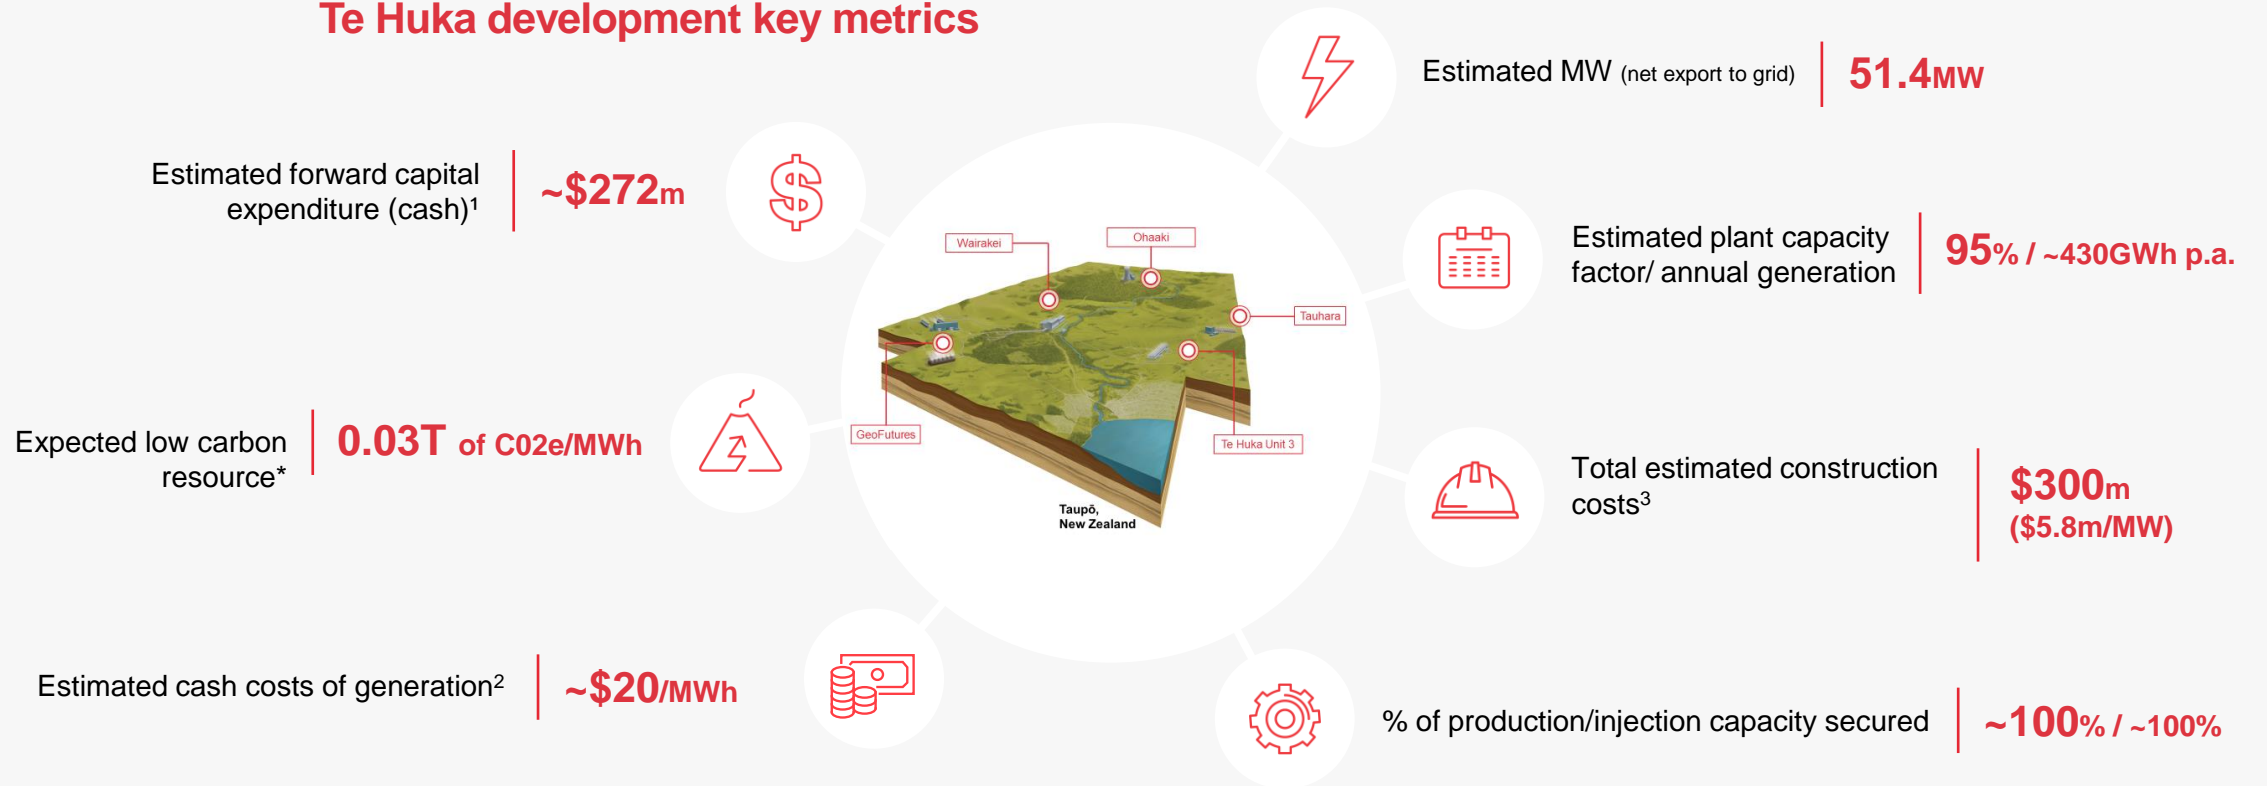 Te Huka development key metrics
Estimated MW (net export to grid)
51.4MW
Estimated forward capital
expenditure (cash)¹
~$272m
Estimated plant capacity
factor/ annual generation
95% / ~430GWh p.a.
Wairakei
Ohaaki
Tauhara
GeoFutures
Te Huka Unit 3
Taupō,
New Zealand
Expected low carbon
resource*
0.03T of C02e/MWh
Total estimated construction
costs³
$300m
($5.8m/MW)
Estimated cash costs of generation²
~$20/MWh
% of production/injection capacity secured
~100% / ~100%